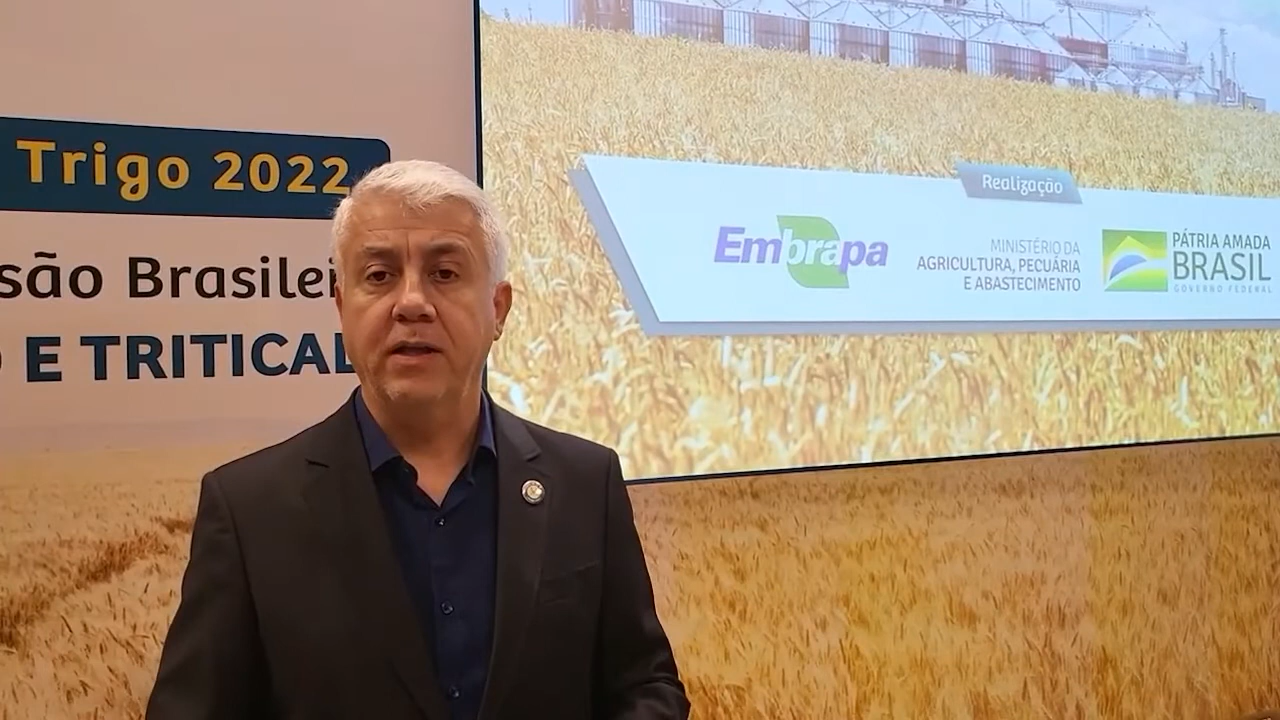 Trigo 2022
são Brasilei
E TRITICAL
Realização
Embrapa
MINISTÉRIO DA
AGRICULTURA, PECUÁRIA
E ABASTECIMENTO
PÁTRIA AMADA
BRASIL
GOVERNO FEDERAL